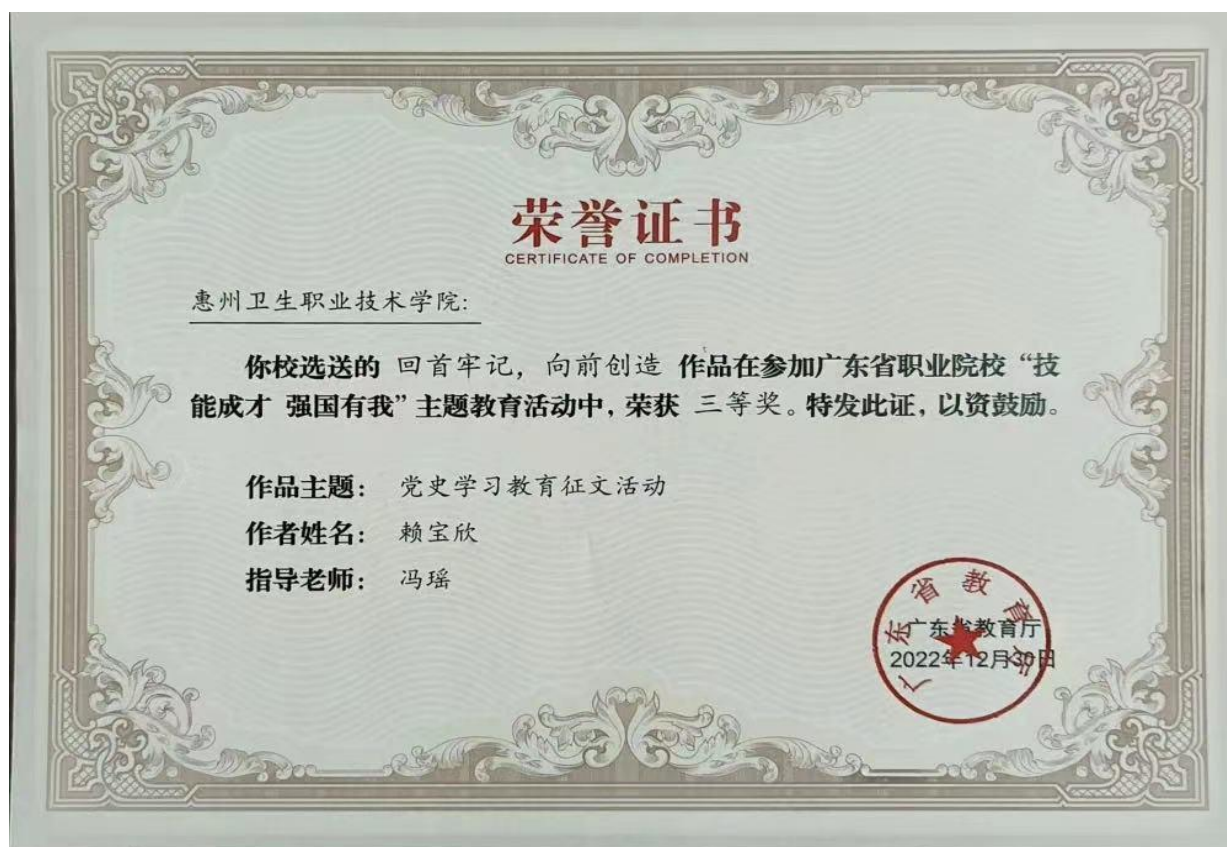 荣誉证书
CERTIFICATE OF COMPLETION
惠州卫生职业技术学院:
你校选送的 回首牢记，向前创造 作品在参加广东省职业院校“技
能成才 强国有我”主题教育活动中，荣获 三等奖。特发此证，以资鼓励。
作品主题： 党史学习教育征文活动
作者姓名： 赖宝欣
指导老师： 冯瑶
广东省教育厅
广东省教育厅
2022年12月30日